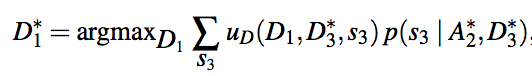 D₁* = argmax_{D₁} ∑_{s₃} u_D(D₁, D₃*, s₃) p(s₃ | A₂*, D₃*),